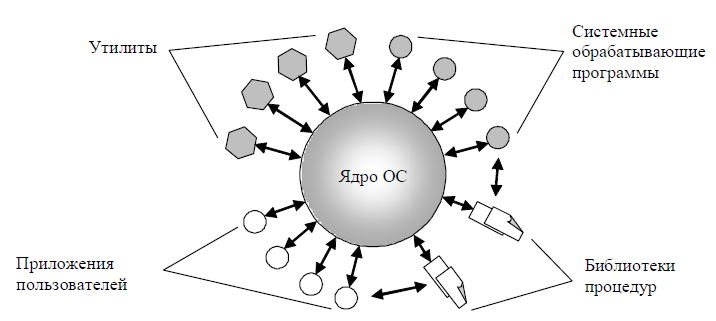 Утилиты
Системные
обрабатывающие
программы
Ядро ОС
Приложения
пользователей
Библиотеки
процедур